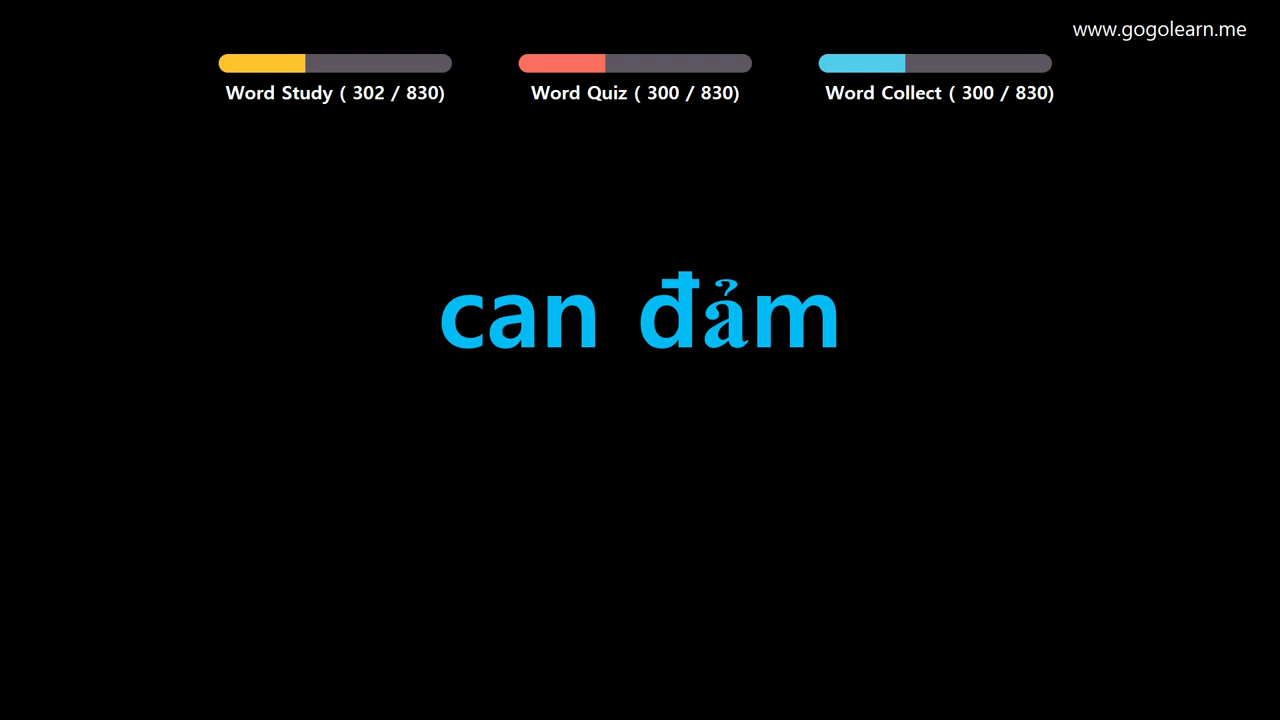 www.gogolearn.me
Word Study ( 302 / 830)
Word Quiz ( 300 / 830)
Word Collect ( 300 / 830)
can đảm